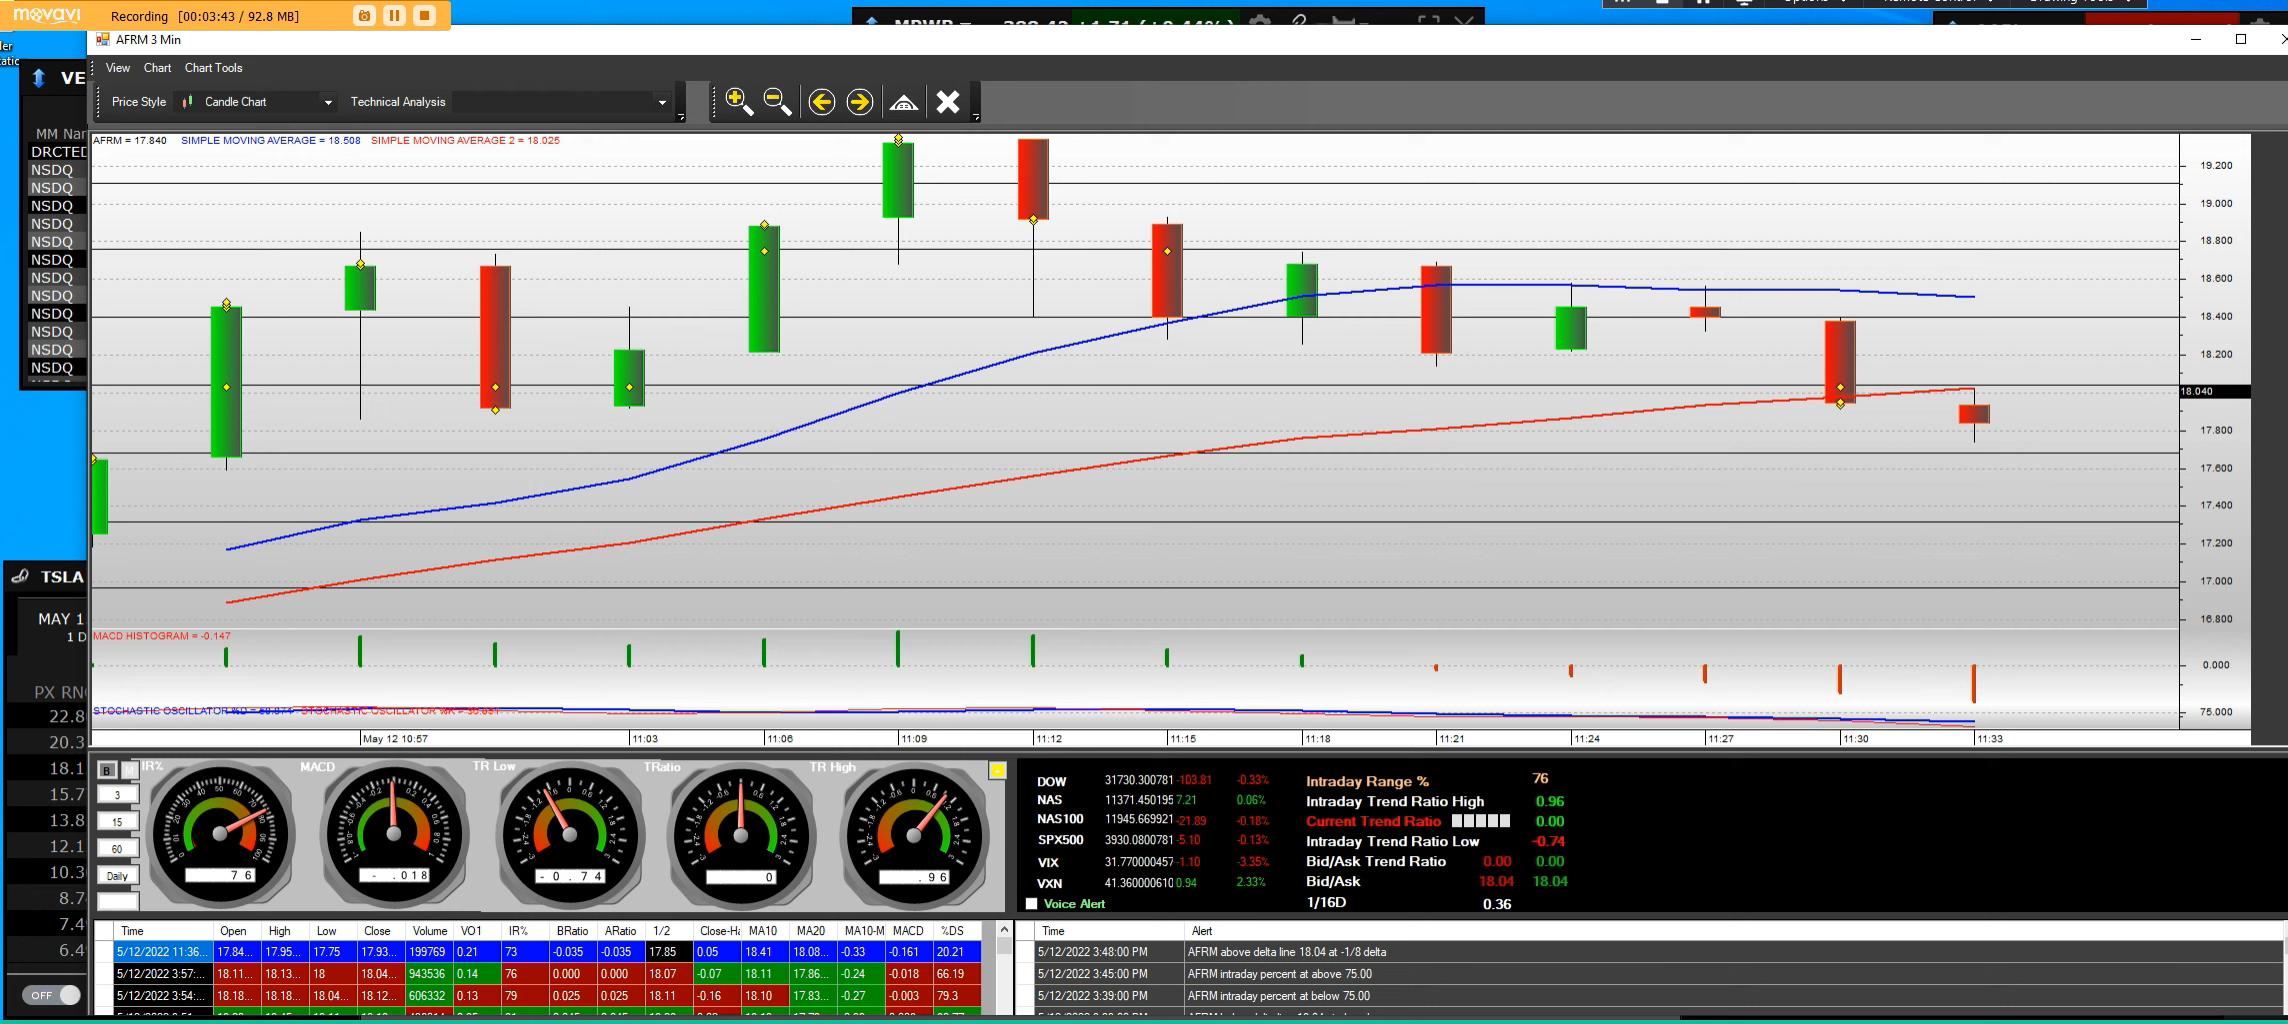 movavi Recording [00:03:43 / 92.8 MB]
AFRM 3 Min
View Chart Chart Tools
Price Style Candle Chart Technical Analysis
AFRM = 17.840 SIMPLE MOVING AVERAGE = 18.508 SIMPLE MOVING AVERAGE 2 = 18.025
VE
DRCTED
NSDQ
NSDQ
NSDQ
NSDQ
NSDQ
NSDQ
NSDQ
NSDQ
NSDQ
NSDQ
NSDQ
NSDQ
TSLA
MAY 1
1 D
PX RN
22.8
20.3
18.1
15.7
13.8
12.1
10.3
8.7
7.4
6.4
OFF
19.200
19.000
18.800
18.600
18.400
18.200
18.040
17.800
17.600
17.400
17.200
17.000
16.800
MACD HISTOGRAM = -0.147
0.000
75.000
May 12 10:57 11:03 11:06 11:09 11:12 11:15 11:18 11:21 11:24 11:27 11:30 11:33
IR% MACD TR Low TRatio TR High
B
3
15
60
Daily
76 -.018 -0.74 0 .96
DOW 31730.300781 -103.81 -0.33%
NAS 11371.450195 7.21 0.06%
NAS100 11945.669921 -21.89 -0.18%
SPX500 3930.0800781 -5.10 -0.13%
VIX 31.770000457 -1.10 -3.35%
VXN 41.360000610 0.94 2.33%
Voice Alert
Intraday Range % 76
Intraday Trend Ratio High 0.96
Current Trend Ratio 0.00
Intraday Trend Ratio Low -0.74
Bid/Ask Trend Ratio 0.00 0.00
Bid/Ask 18.04 18.04
1/16D 0.36
Time Open High Low Close Volume VO1 IR% BRatio ARatio 1/2 Close-Ha MA10 MA20 MA10-M MACD %DS
5/12/2022 11:36... 17.84... 17.95... 17.75 17.93... 199769 0.21 73 -0.035 -0.035 17.85 0.05 18.41 18.08... -0.33 -0.161 20.21
5/12/2022 3:57:... 18.11... 18.13... 18 18.04... 943536 0.14 76 0.000 0.000 18.07 -0.07 18.11 17.86... -0.24 -0.018 66.19
5/12/2022 3:54:... 18.18... 18.18... 18.04... 18.12... 606332 0.13 79 0.025 0.025 18.11 -0.16 18.10 17.83... -0.27 -0.003 79.3
Time Alert
5/12/2022 3:48:00 PM AFRM above delta line 18.04 at -1/8 delta
5/12/2022 3:45:00 PM AFRM intraday percent at above 75.00
5/12/2022 3:39:00 PM AFRM intraday percent at below 75.00